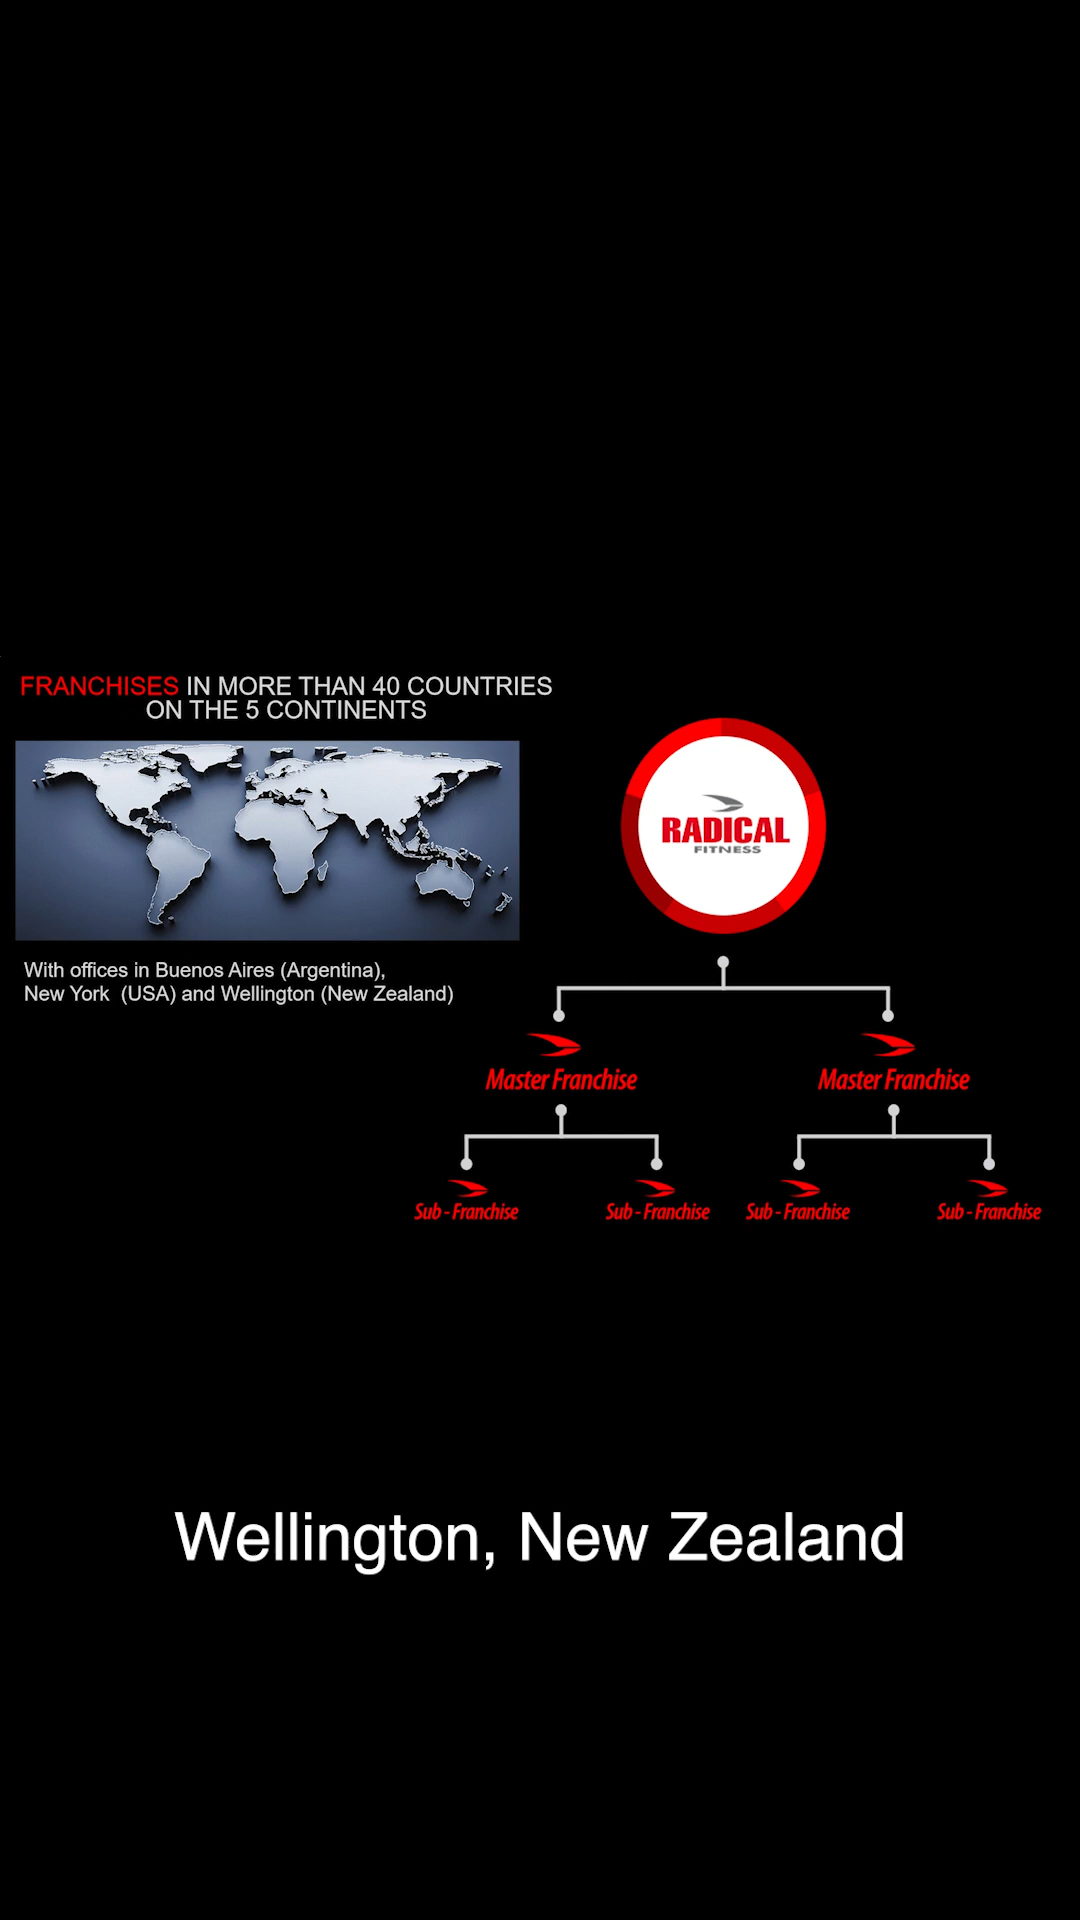 FRANCHISES IN MORE THAN 40 COUNTRIES
ON THE 5 CONTINENTS
With offices in Buenos Aires (Argentina),
New York (USA) and Wellington (New Zealand)
RADICAL
FITNESS
Master Franchise
Master Franchise
Sub - Franchise
Sub - Franchise
Sub - Franchise
Sub - Franchise
Wellington, New Zealand